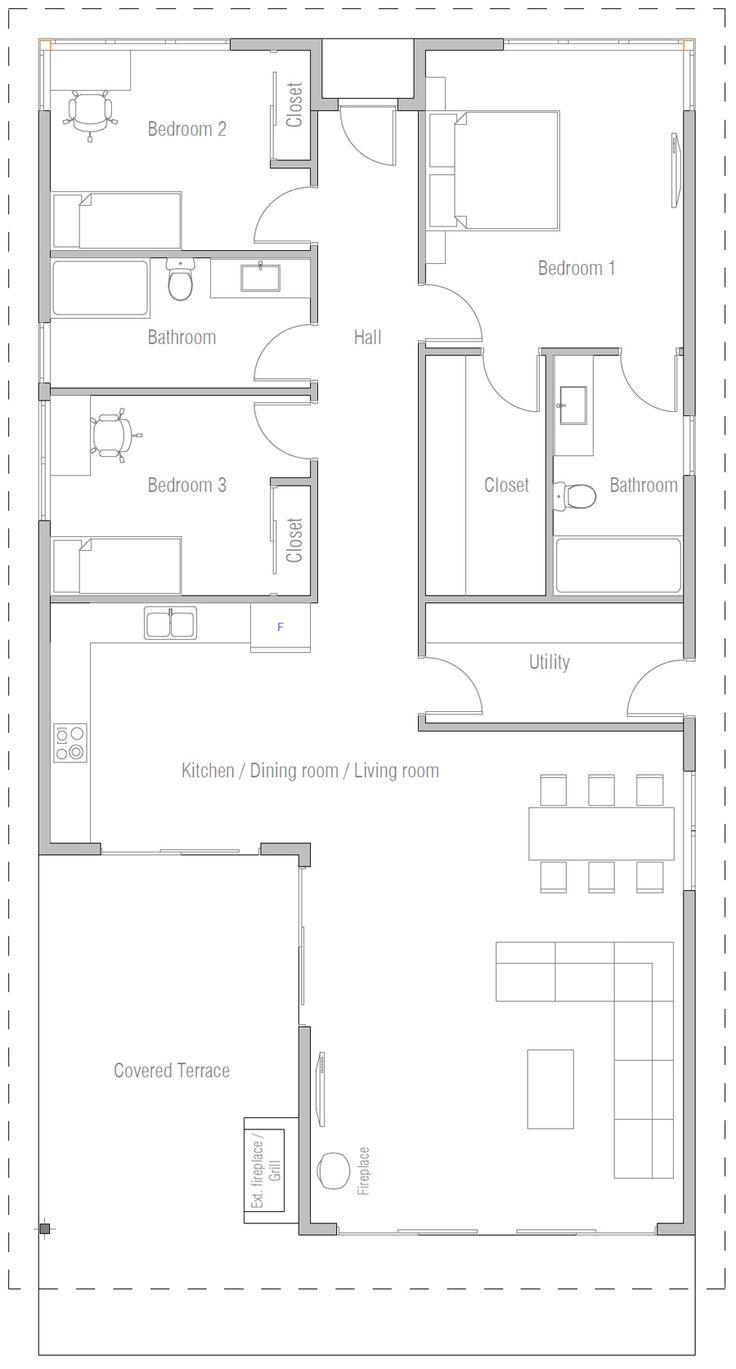 Closet
Bedroom 2
Bedroom 1
Bathroom
Hall
Bedroom 3
Closet
Bathroom
Closet
F
Utility
Kitchen / Dining room / Living room
Covered Terrace
Ext. fireplace /
Grill
Fireplace